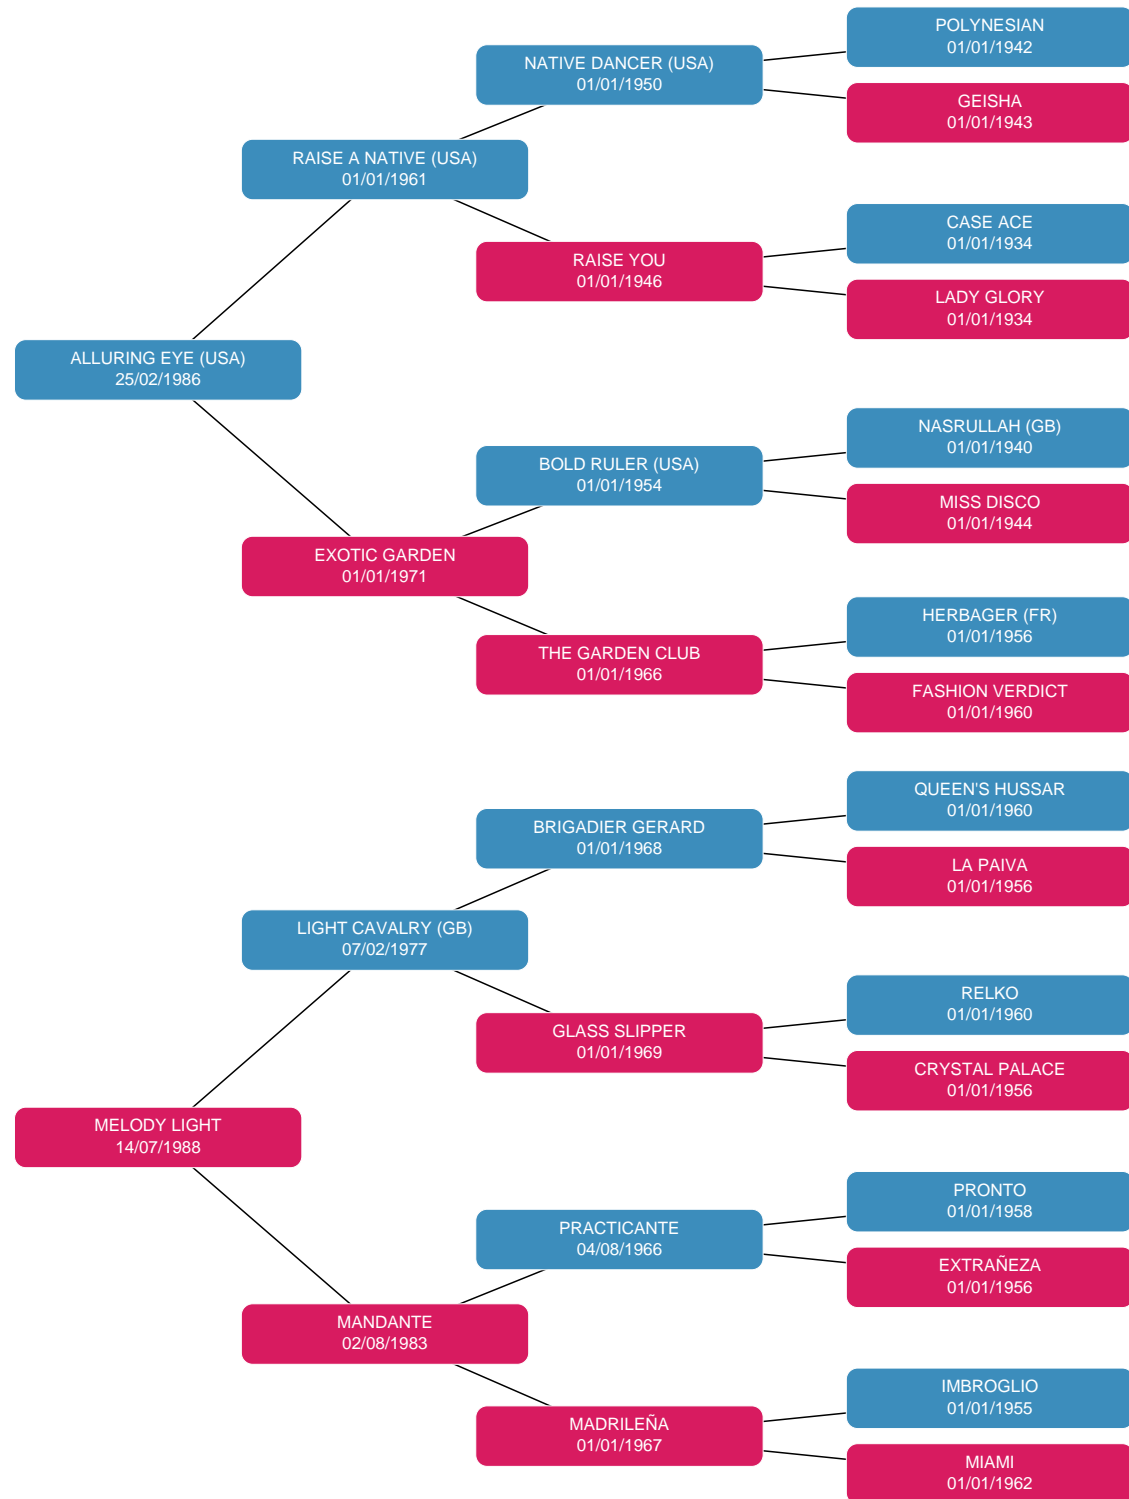 POLYNESIAN
01/01/1942
NATIVE DANCER (USA)
01/01/1950
GEISHA
01/01/1943
RAISE A NATIVE (USA)
01/01/1961
CASE ACE
01/01/1934
RAISE YOU
01/01/1946
LADY GLORY
01/01/1934
ALLURING EYE (USA)
25/02/1986
NASRULLAH (GB)
01/01/1940
BOLD RULER (USA)
01/01/1954
MISS DISCO
01/01/1944
EXOTIC GARDEN
01/01/1971
HERBAGER (FR)
01/01/1956
THE GARDEN CLUB
01/01/1966
FASHION VERDICT
01/01/1960
QUEEN'S HUSSAR
01/01/1960
BRIGADIER GERARD
01/01/1968
LA PAIVA
01/01/1956
LIGHT CAVALRY (GB)
07/02/1977
RELKO
01/01/1960
GLASS SLIPPER
01/01/1969
CRYSTAL PALACE
01/01/1956
MELODY LIGHT
14/07/1988
PRONTO
01/01/1958
PRACTICANTE
04/08/1966
EXTRAÑEZA
01/01/1956
MANDANTE
02/08/1983
IMBROGLIO
01/01/1955
MADRILEÑA
01/01/1967
MIAMI
01/01/1962